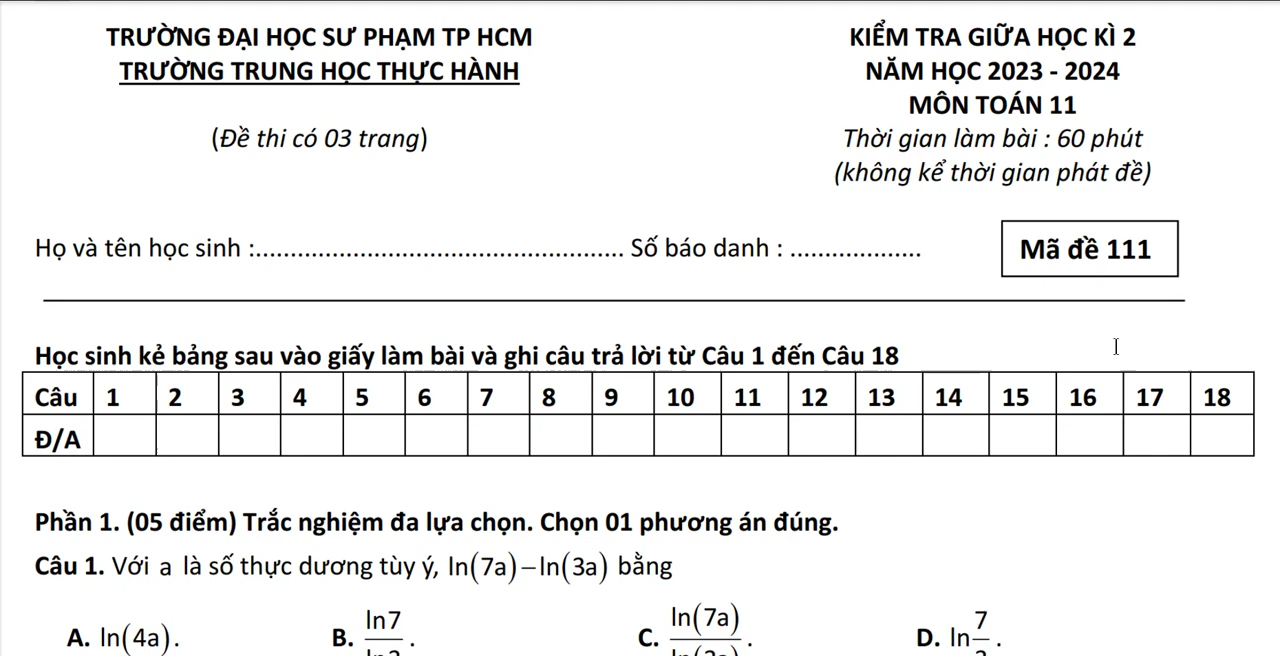 TRƯỜNG ĐẠI HỌC SƯ PHẠM TP HCM
TRƯỜNG TRUNG HỌC THỰC HÀNH
(Đề thi có 03 trang)
KIỂM TRA GIỮA HỌC KÌ 2
NĂM HỌC 2023 - 2024
MÔN TOÁN 11
Thời gian làm bài : 60 phút
(không kể thời gian phát đề)
Họ và tên học sinh :.................................................. Số báo danh : ...................
Mã đề 111
Học sinh kẻ bảng sau vào giấy làm bài và ghi câu trả lời từ Câu 1 đến Câu 18
Câu 1 2 3 4 5 6 7 8 9 10 11 12 13 14 15 16 17 18
Đ/A
Phần 1. (05 điểm) Trắc nghiệm đa lựa chọn. Chọn 01 phương án đúng.
Câu 1. Với a là số thực dương tùy ý, ln(7a)−ln(3a) bằng
A. ln(4a). B. ln7 . C. ln(7a) . D. ln 7 .